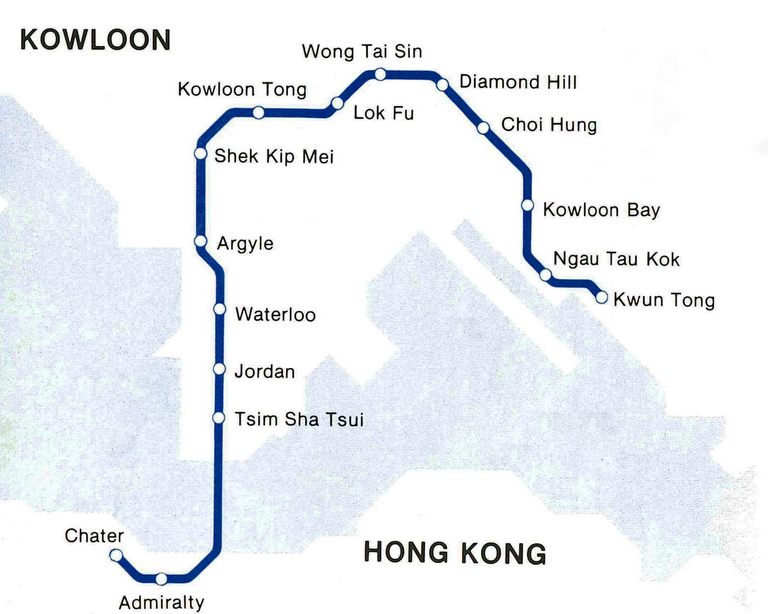 KOWLOON
Wong Tai Sin
Kowloon Tong
Diamond Hill
Lok Fu
Choi Hung
Shek Kip Mei
Kowloon Bay
Argyle
Ngau Tau Kok
Kwun Tong
Waterloo
Jordan
Tsim Sha Tsui
Chater
HONG KONG
Admiralty